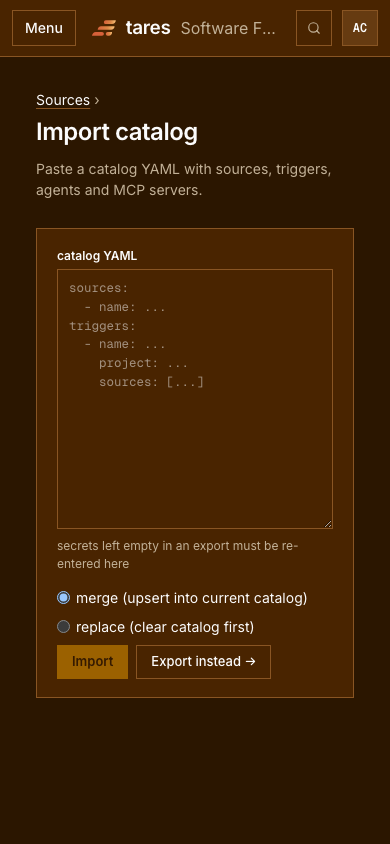 Menu
tares
Software F...
AC
Sources ›
Import catalog
Paste a catalog YAML with sources, triggers,
agents and MCP servers.
catalog YAML
sources:
  - name: ...
triggers:
  - name: ...
    project: ...
    sources: [...]
secrets left empty in an export must be re-
entered here
merge (upsert into current catalog)
replace (clear catalog first)
Import
Export instead →